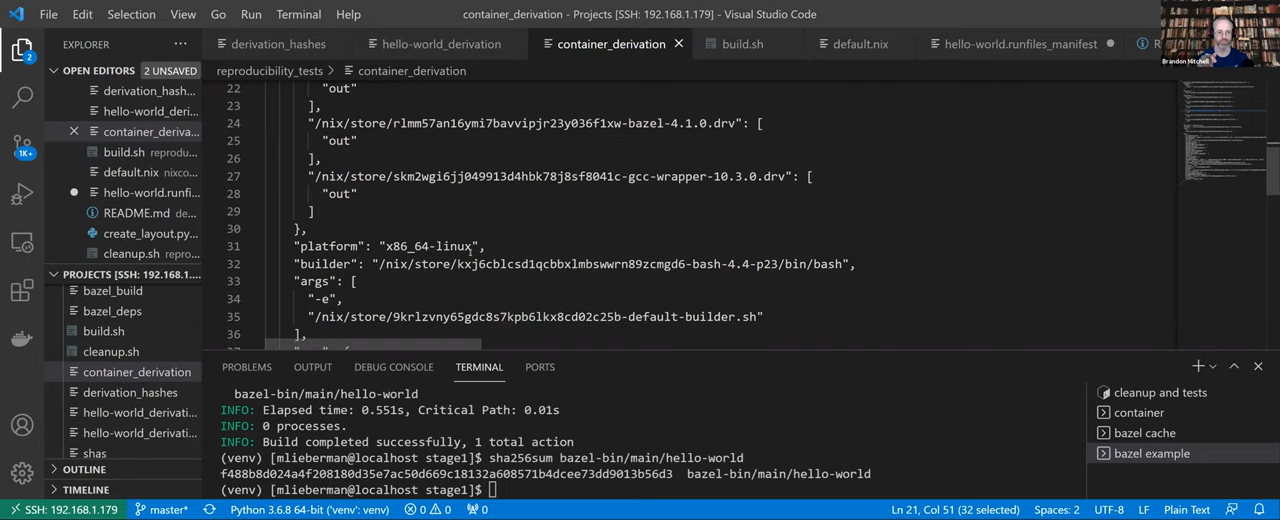 File Edit Selection View Go Run Terminal Help
container_derivation - Projects [SSH: 192.168.1.179] - Visual Studio Code
Brandon Mitchell
EXPLORER
2
OPEN EDITORS 2 UNSAVED
derivation_hash...
hello-world_deri...
container_deriva...
build.sh reprodu...
default.nix nixco...
hello-world.runfi...
README.md de...
create_layout.py...
cleanup.sh reprod...
1K+
PROJECTS [SSH: 192.168.1...
bazel_build
bazel_deps
build.sh
cleanup.sh
container_derivation
derivation_hashes
hello-world_derivati...
hello-world_derivati...
shas
OUTLINE
TIMELINE
derivation_hashes hello-world_derivation container_derivation build.sh default.nix hello-world.runfiles_manifest
reproducibility_tests > container_derivation
22 "out"
23 ],
24 "/nix/store/rlmm57an16ymi7bavvipjr23y036f1xw-bazel-4.1.0.drv": [
25 "out"
26 ],
27 "/nix/store/skm2wgi6jj049913d4hbk78j8sf8041c-gcc-wrapper-10.3.0.drv": [
28 "out"
29 ]
30 },
31 "platform": "x86_64-linux",
32 "builder": "/nix/store/kxj6cblcsd1qcbbxlmbswwrn89zcmgd6-bash-4.4-p23/bin/bash",
33 "args": [
34 "-e",
35 "/nix/store/9krlzvny65gdc8s7kpb6lkx8cd02c25b-default-builder.sh"
36 ],
PROBLEMS OUTPUT DEBUG CONSOLE TERMINAL PORTS
bazel-bin/main/hello-world
INFO: Elapsed time: 0.551s, Critical Path: 0.01s
INFO: 0 processes.
INFO: Build completed successfully, 1 total action
(venv) [mlieberman@localhost stage1]$ sha256sum bazel-bin/main/hello-world
f488b8d024a4f208180d35e7ac50d669c18132a608571b4dcee73dd9013b56d3 bazel-bin/main/hello-world
(venv) [mlieberman@localhost stage1]$
cleanup and tests
container
bazel cache
bazel example
SSH: 192.168.1.179 master* Python 3.6.8 64-bit ('venv': venv) 0 0 0 Ln 21, Col 51 (32 selected) Spaces: 2 UTF-8 LF Plain Text